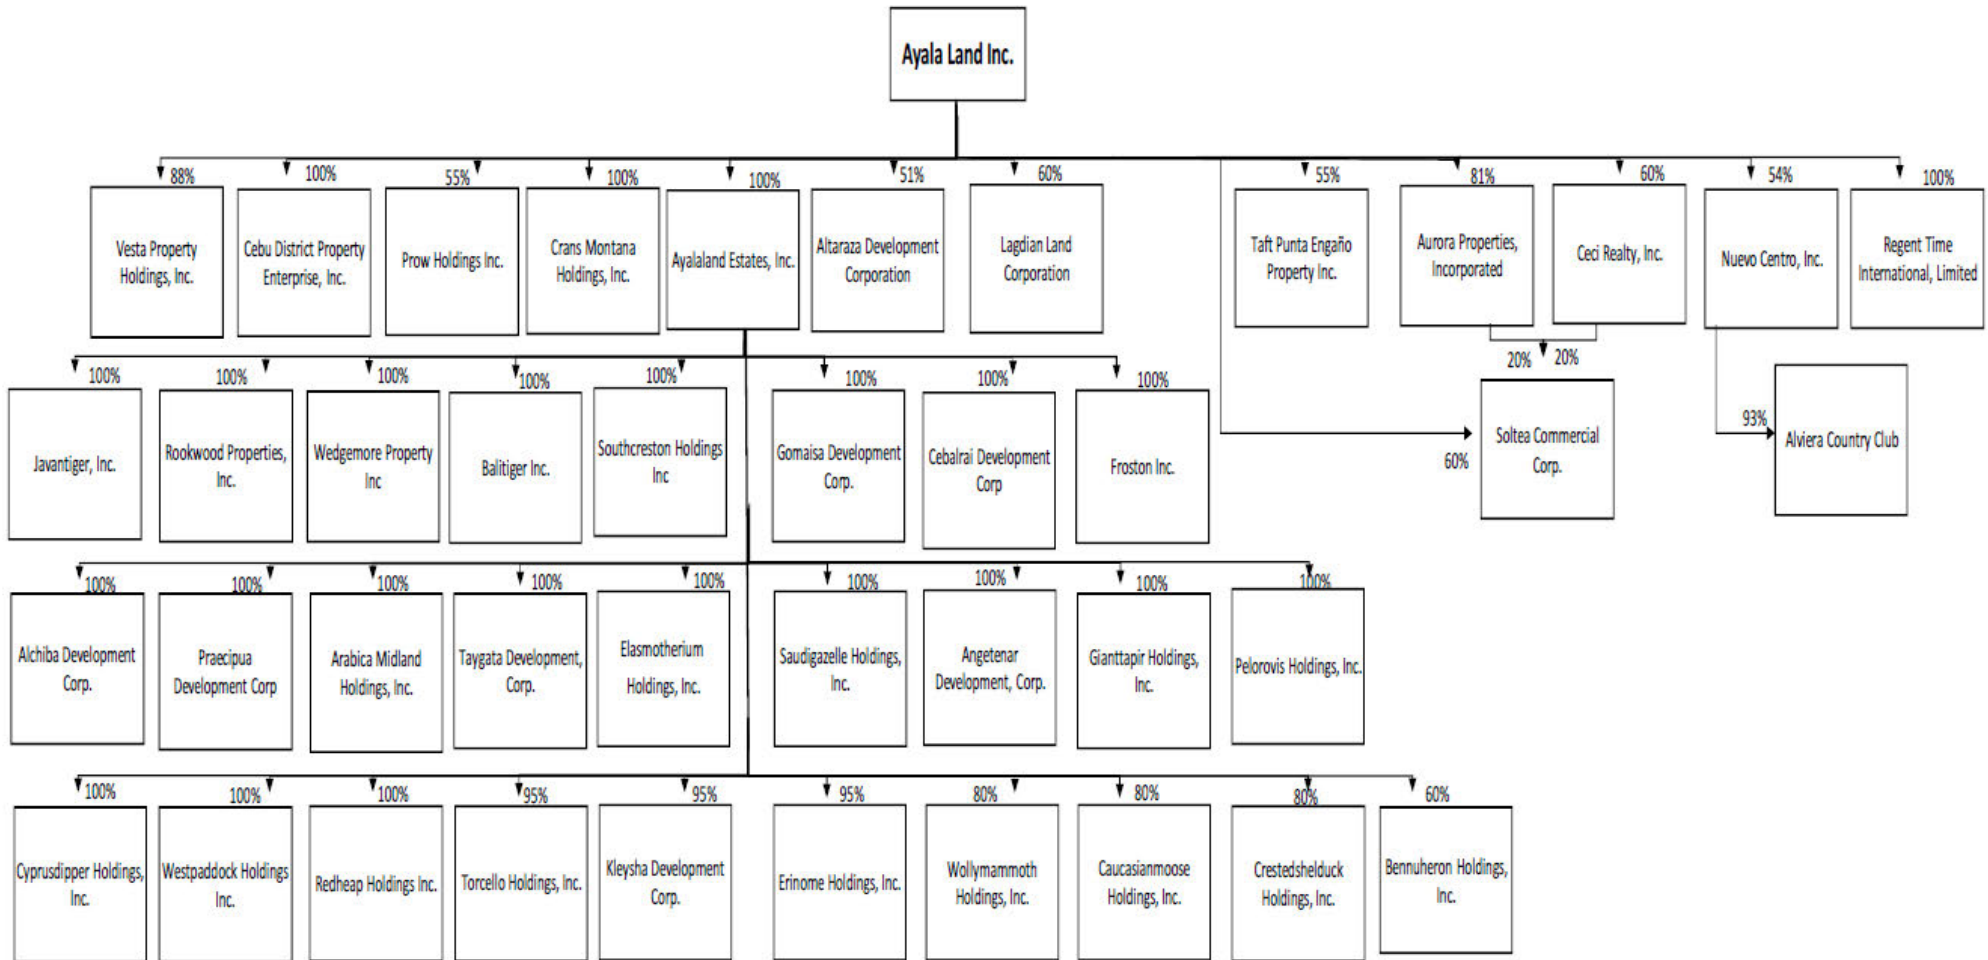 Ayala Land Inc.
88%
100%
55%
100%
100%
51%
60%
55%
81%
60%
54%
100%
Vesta Property
Holdings, Inc.
Cebu District Property
Enterprise, Inc.
Prow Holdings Inc.
Crans Montana
Holdings, Inc.
Ayalaland Estates, Inc.
Altaraza Development
Corporation
Lagdian Land
Corporation
Taft Punta Engaño
Property Inc.
Aurora Properties,
Incorporated
Ceci Realty, Inc.
Nuevo Centro, Inc.
Regent Time
International, Limited
20%
20%
60%
Soltea Commercial
Corp.
93%
Alviera Country Club
100%
100%
100%
100%
100%
100%
100%
100%
Javantiger, Inc.
Rookwood Properties,
Inc.
Wedgemore Property
Inc
Balitiger Inc.
Southcreston Holdings
Inc
Gomaisa Development
Corp.
Cebalrai Development
Corp
Froston Inc.
100%
100%
100%
100%
100%
100%
100%
100%
100%
Alchiba Development
Corp.
Praecipua
Development Corp
Arabica Midland
Holdings, Inc.
Taygata Development,
Corp.
Elasmotherium
Holdings, Inc.
Saudigazelle Holdings,
Inc.
Angetenar
Development, Corp.
Gianttapir Holdings,
Inc.
Pelorovis Holdings, Inc.
100%
100%
100%
95%
95%
95%
80%
80%
80%
60%
Cyprusdipper Holdings,
Inc.
Westpaddock Holdings
Inc.
Redheap Holdings Inc.
Torcello Holdings, Inc.
Kleysha Development
Corp.
Erinome Holdings, Inc.
Wollymammoth
Holdings, Inc.
Caucasianmoose
Holdings, Inc.
Crestedshelduck
Holdings, Inc.
Bennuheron Holdings,
Inc.